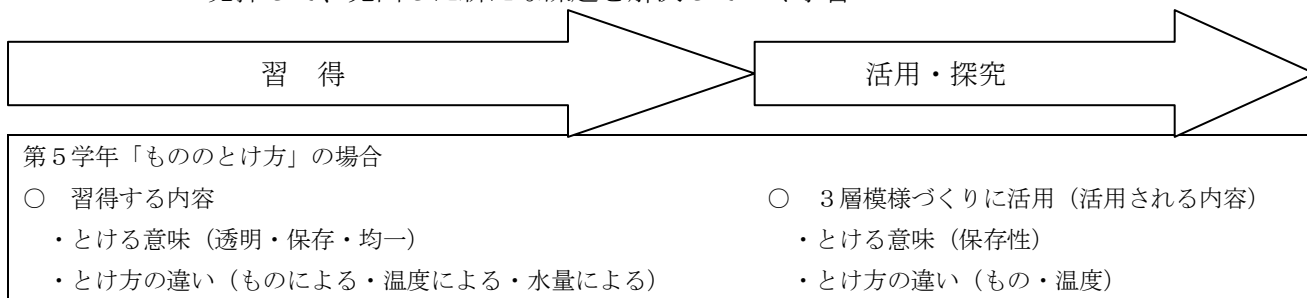 習 得
活用・探究
第5学年「もののとけ方」の場合
○ 習得する内容
○ 3層模様づくりに活用(活用される内容)
・とける意味(透明・保存・均一)
・とける意味(保存性)
・とけ方の違い(ものによる・温度による・水量による)
・とけ方の違い(もの・温度)